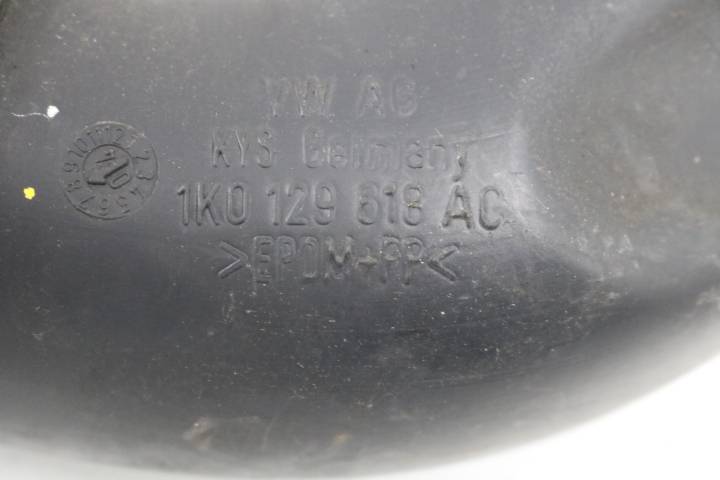 VW AG
KYS Germany
1K0 129 618 AC
>EPDM+PP<